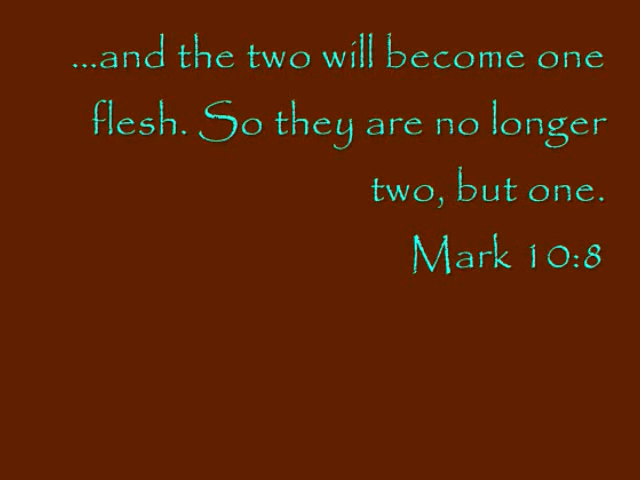 ...and the two will become one
flesh. So they are no longer
two, but one.
Mark 10:8